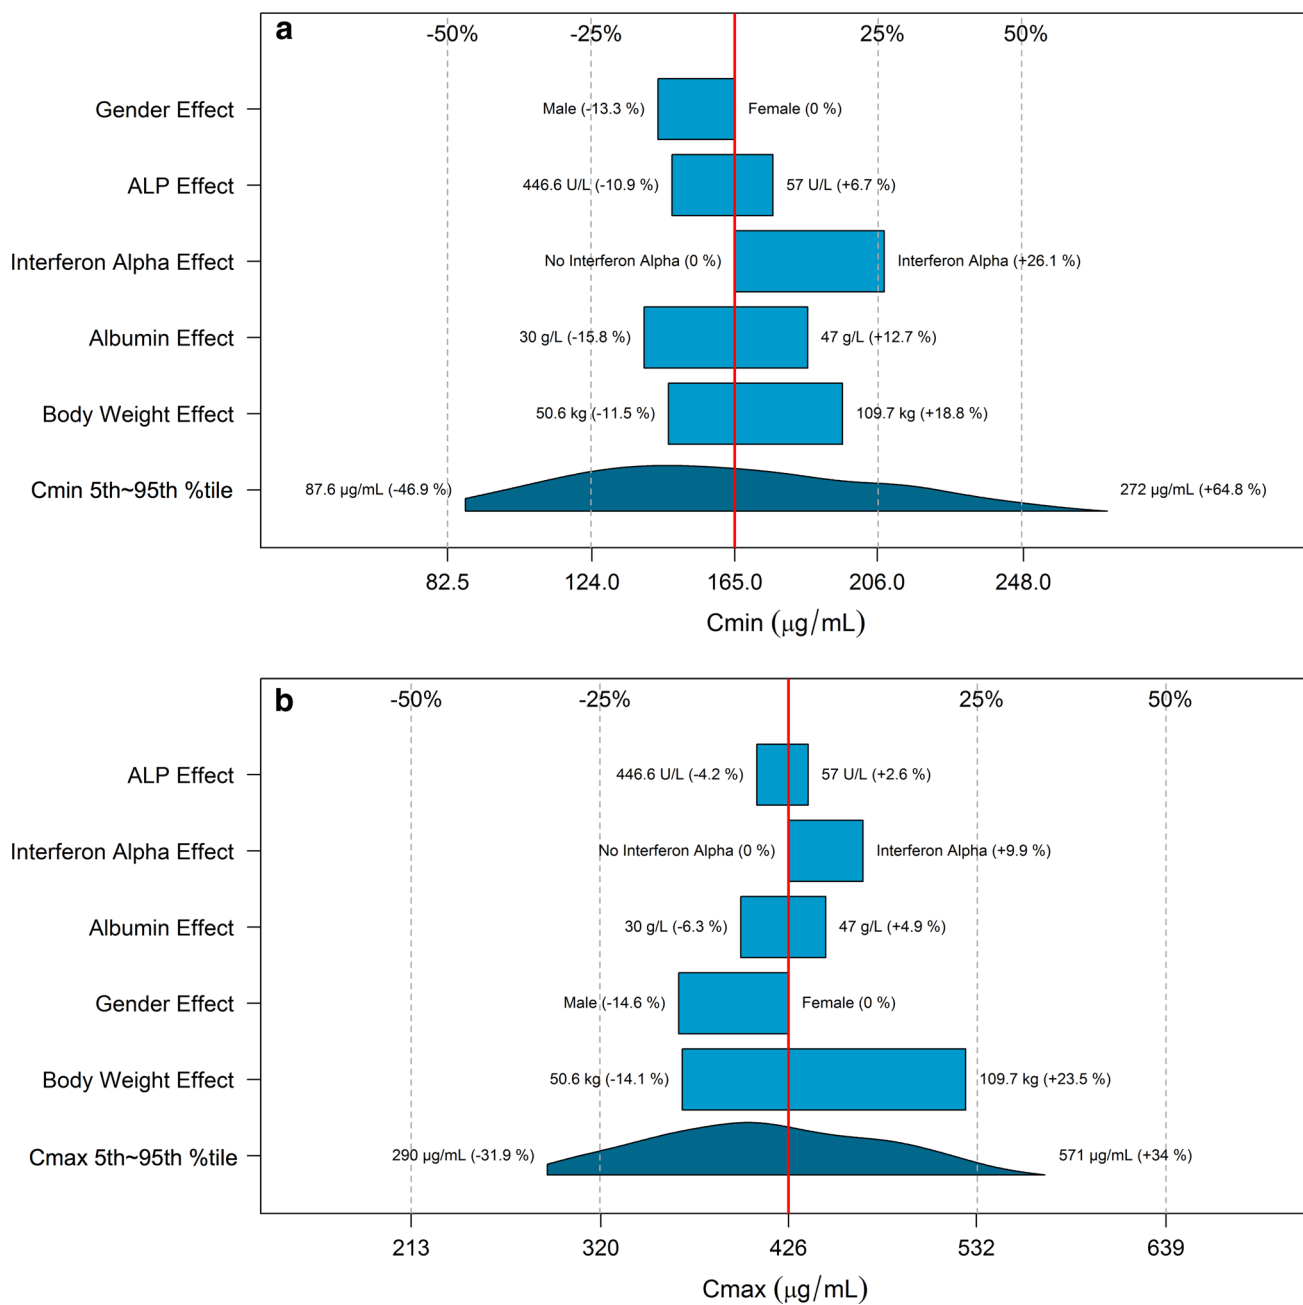 a
-50% -25% 25% 50%
Gender Effect Male (-13.3 %) Female (0 %)
ALP Effect 446.6 U/L (-10.9 %) 57 U/L (+6.7 %)
Interferon Alpha Effect No Interferon Alpha (0 %) Interferon Alpha (+26.1 %)
Albumin Effect 30 g/L (-15.8 %) 47 g/L (+12.7 %)
Body Weight Effect 50.6 kg (-11.5 %) 109.7 kg (+18.8 %)
Cmin 5th~95th %tile 87.6 µg/mL (-46.9 %) 272 µg/mL (+64.8 %)
82.5 124.0 165.0 206.0 248.0
Cmin (µg/mL)
b
-50% -25% 25% 50%
ALP Effect 446.6 U/L (-4.2 %) 57 U/L (+2.6 %)
Interferon Alpha Effect No Interferon Alpha (0 %) Interferon Alpha (+9.9 %)
Albumin Effect 30 g/L (-6.3 %) 47 g/L (+4.9 %)
Gender Effect Male (-14.6 %) Female (0 %)
Body Weight Effect 50.6 kg (-14.1 %) 109.7 kg (+23.5 %)
Cmax 5th~95th %tile 290 µg/mL (-31.9 %) 571 µg/mL (+34 %)
213 320 426 532 639
Cmax (µg/mL)